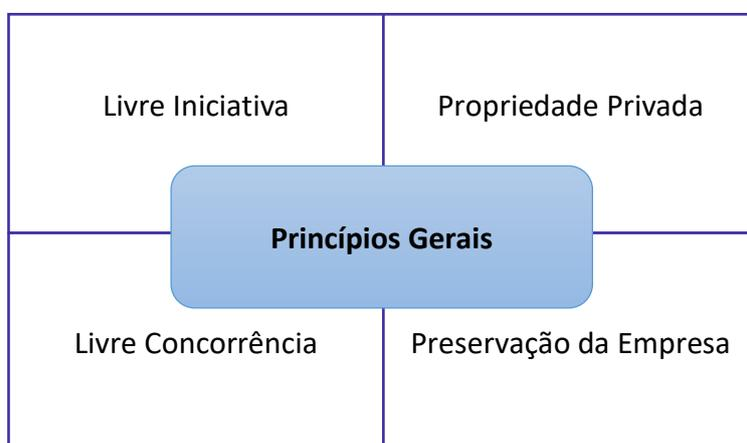 Livre Iniciativa
Propriedade Privada
Princípios Gerais
Livre Concorrência
Preservação da Empresa